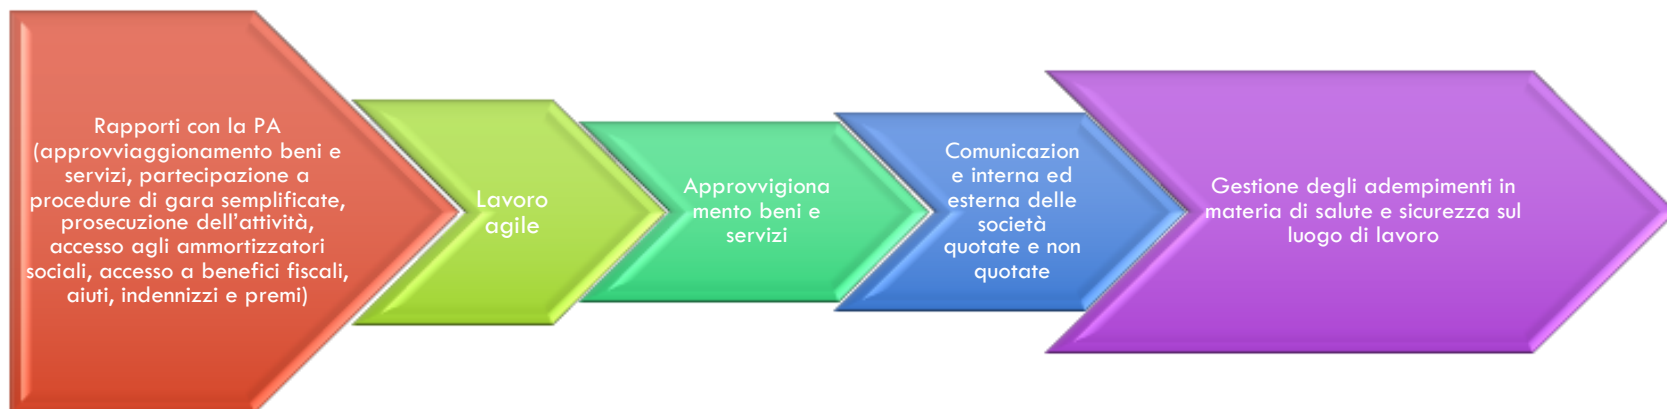 Rapporti con la PA
(approvviaggionamento beni e
servizi, partecipazione a
procedure di gara semplificate,
prosecuzione dell'attività,
accesso agli ammortizzatori
sociali, accesso a benefici fiscali,
aiuti, indennizzi e premi)
Lavoro
agile
Approvvigiona
mento beni e
servizi
Comunicazion
e interna ed
esterna delle
società
quotate e non
quotate
Gestione degli adempimenti in
materia di salute e sicurezza sul
luogo di lavoro